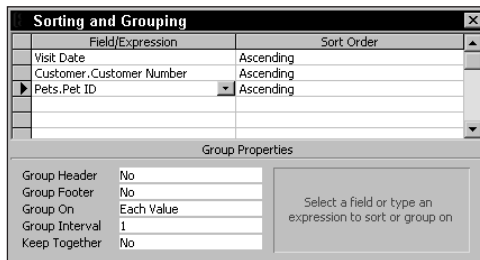 Sorting and Grouping
Field/Expression Sort Order
Visit Date Ascending
Customer.Customer Number Ascending
Pets.Pet ID Ascending
Group Properties
Group Header No
Group Footer No
Group On Each Value
Group Interval 1
Keep Together No
Select a field or type an
expression to sort or group on